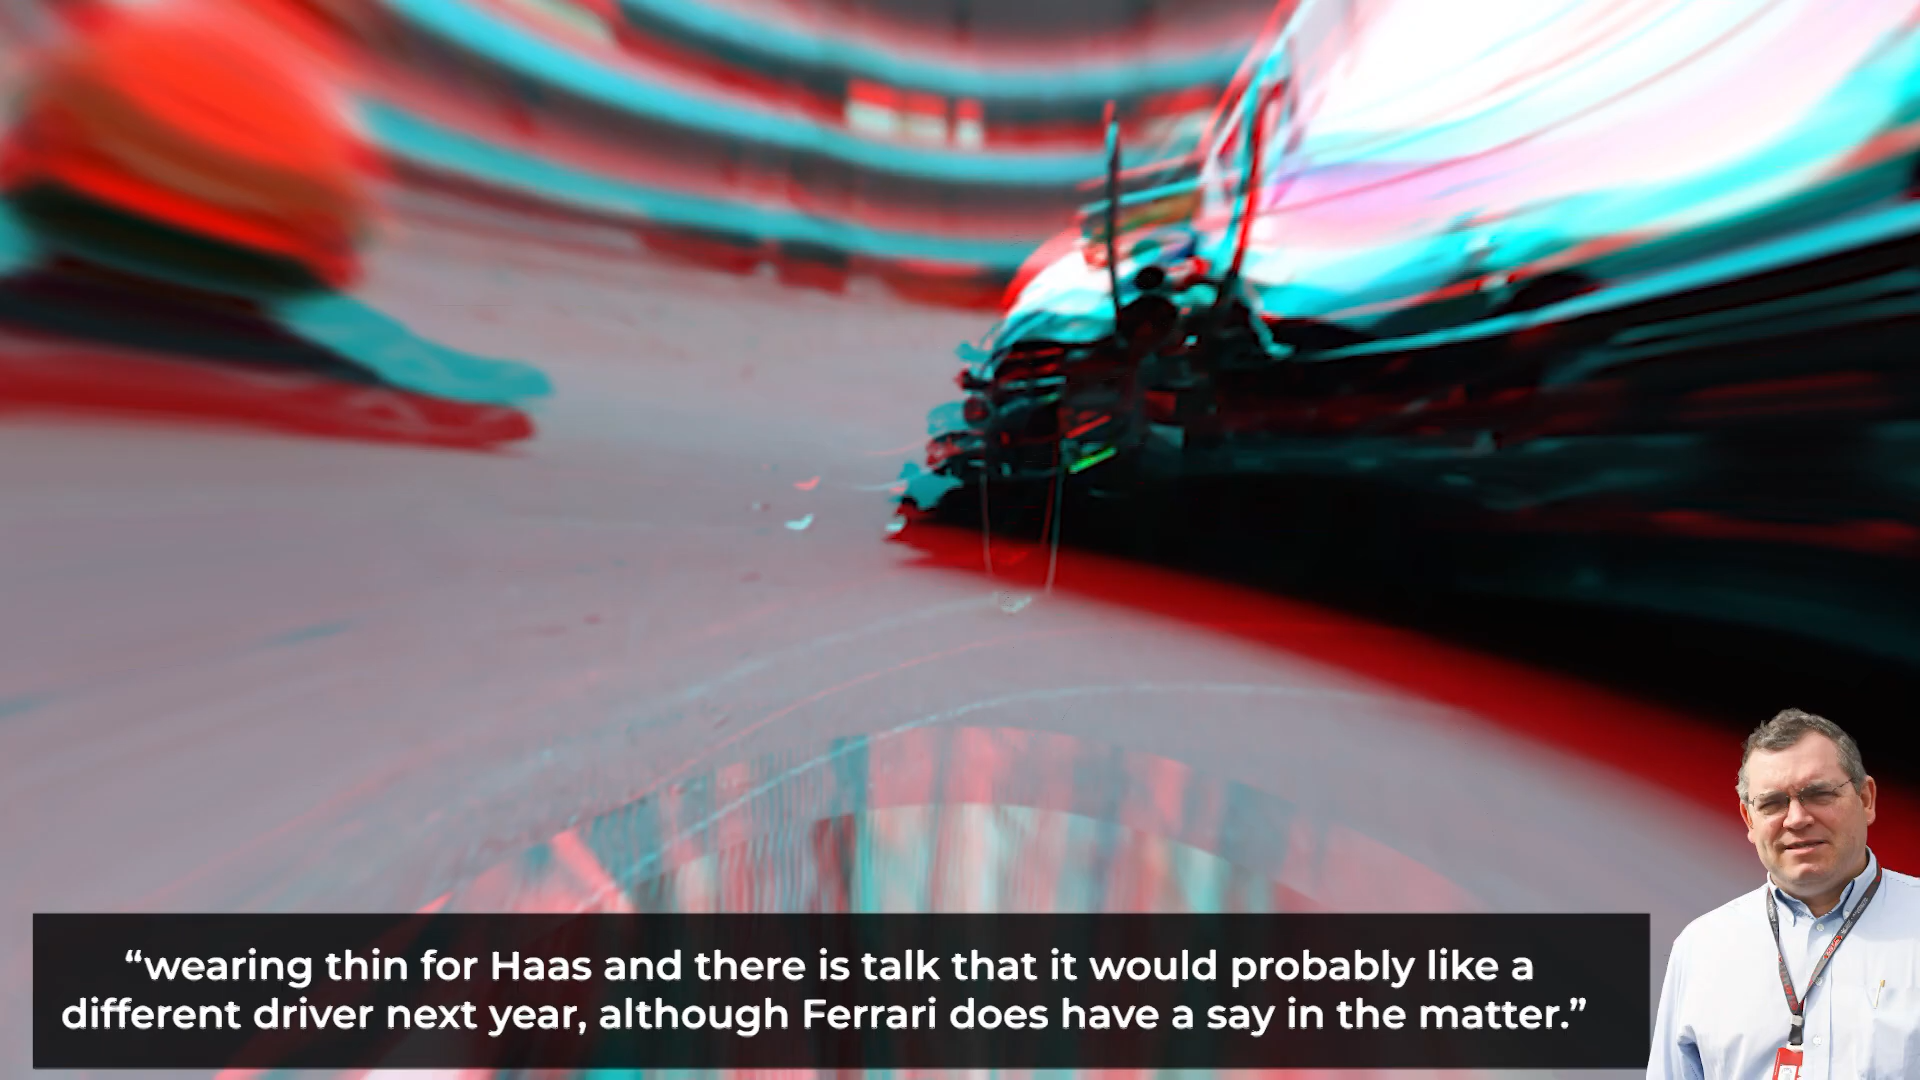 “wearing thin for Haas and there is talk that it would probably like a
different driver next year, although Ferrari does have a say in the matter.”